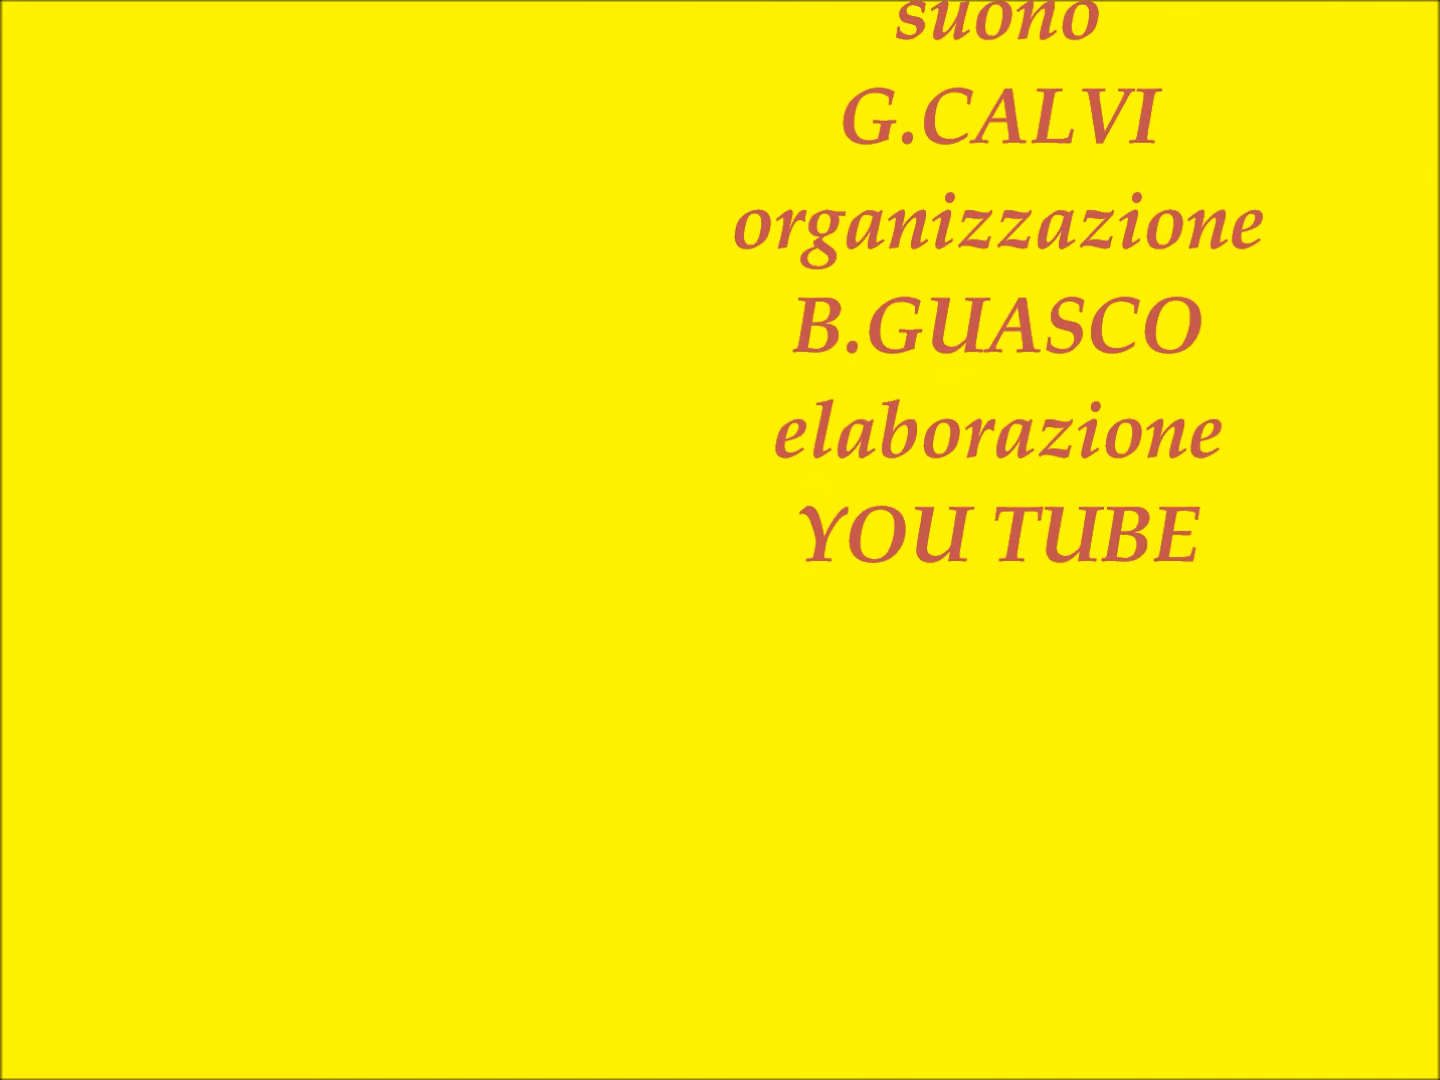 suono
G.CALVI
organizzazione
B.GUASCO
elaborazione
YOU TUBE